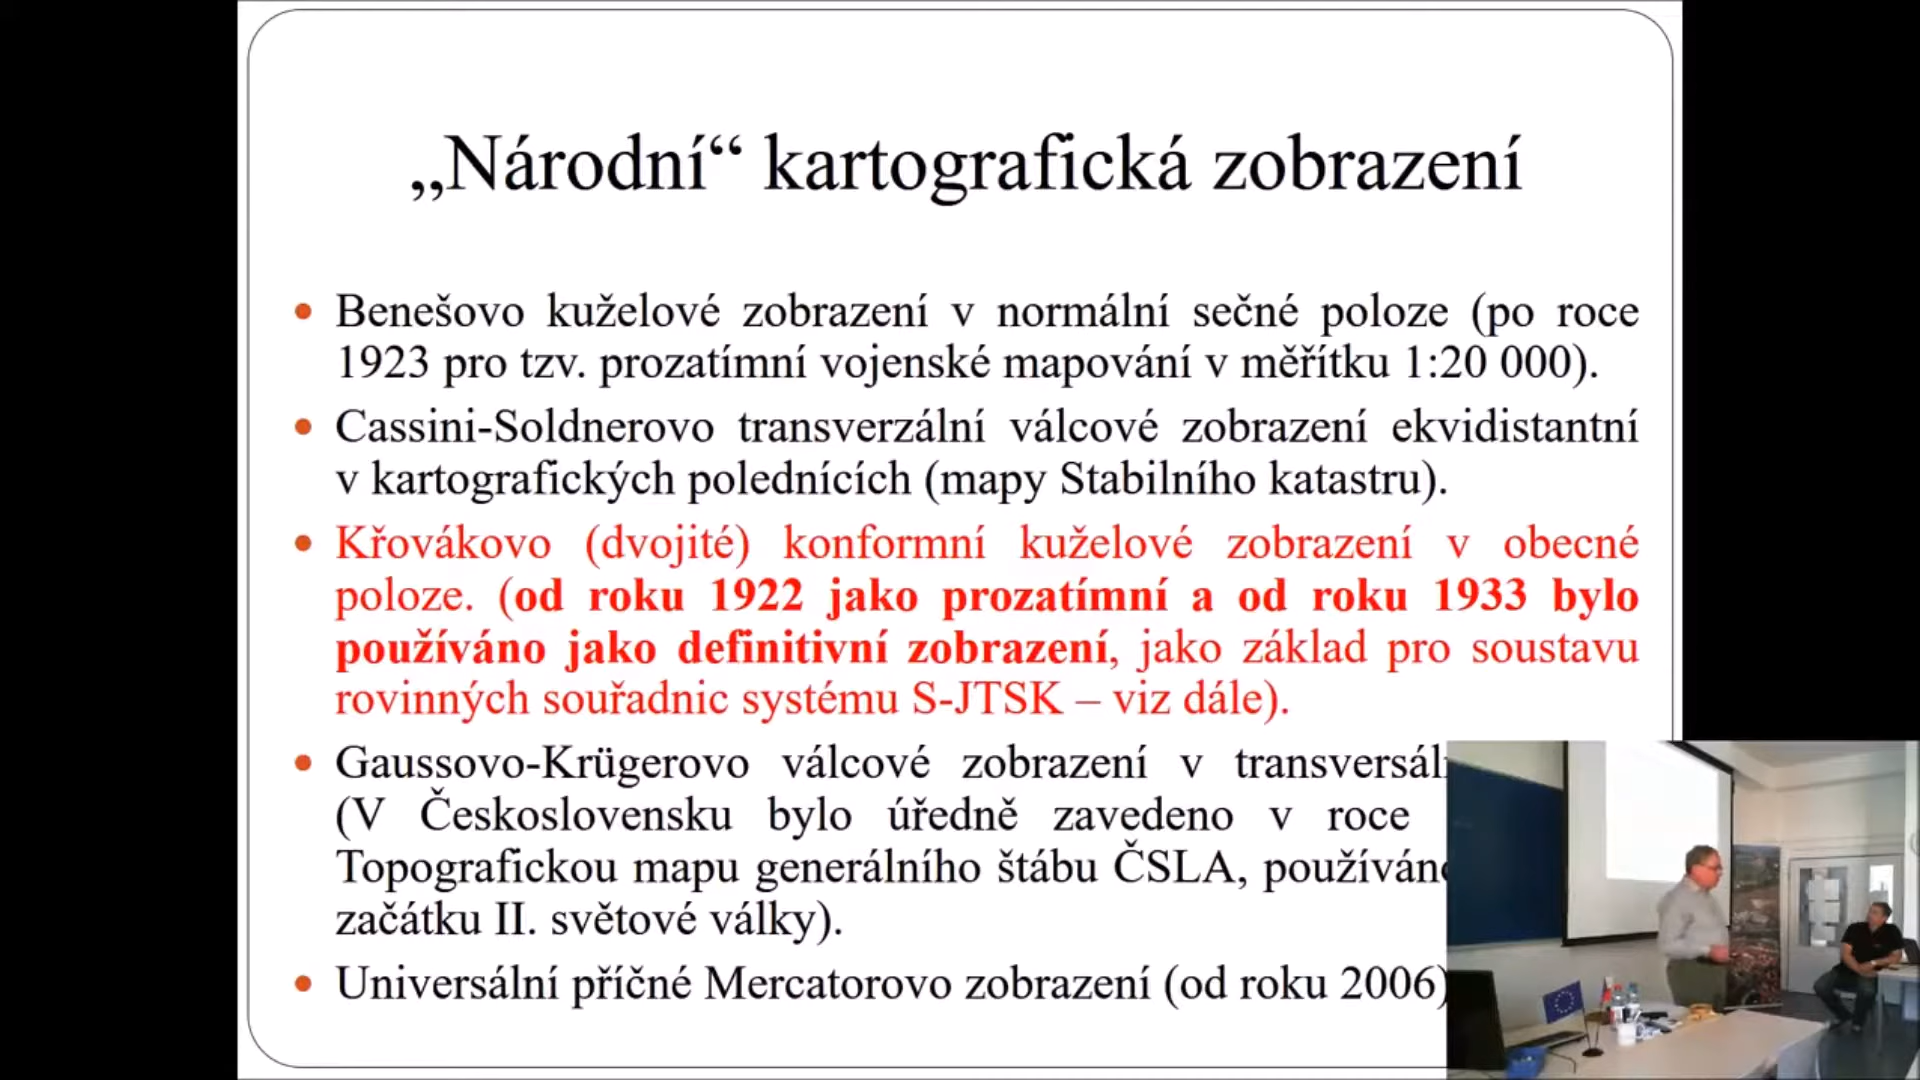 „Národní“ kartografická zobrazení
Benešovo kuželové zobrazení v normální sečné poloze (po roce
1923 pro tzv. prozatímní vojenské mapování v měřítku 1:20 000).
Cassini-Soldnerovo transverzální válcové zobrazení ekvidistantní
v kartografických polednících (mapy Stabilního katastru).
Křovákovo (dvojité) konformní kuželové zobrazení v obecné
poloze. (od roku 1922 jako prozatímní a od roku 1933 bylo
používáno jako definitivní zobrazení, jako základ pro soustavu
rovinných souřadnic systému S-JTSK – viz dále).
Gaussovo-Krügerovo válcové zobrazení v
(V Československu bylo úředně zavedeno v roce
Topografickou mapu generálního štábu ČSLA,
začátku II. světové války).
Universální příčné Mercatorovo zobrazení (od roku 2006)